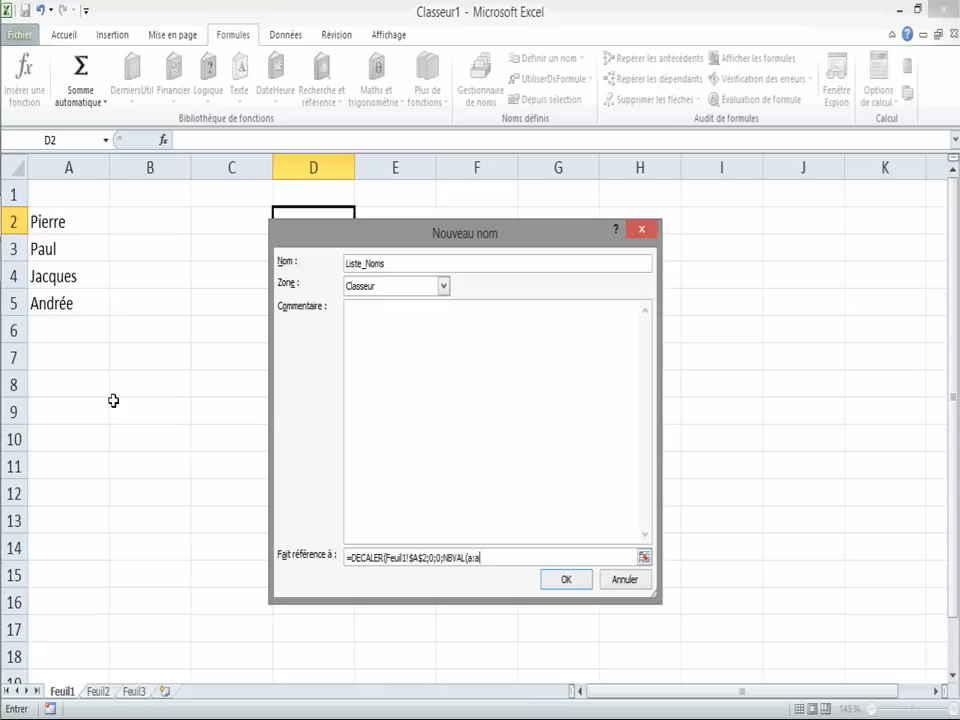 Classeur1 - Microsoft Excel
Fichier Accueil Insertion Mise en page Formules Données Révision Affichage
Insérer une fonction
Somme automatique
DerniersUtil
Financier
Logique
Texte
DateHeure
Recherche et référence
Maths et trigonométrie
Plus de fonctions
Bibliothèque de fonctions
Gestionnaire de noms
Définir un nom
UtiliserDsFormule
Depuis sélection
Noms définis
Repérer les antécédents
Repérer les dépendants
Supprimer les flèches
Afficher les formules
Vérification des erreurs
Évaluation de formule
Fenêtre Espion
Audit de formules
Options de calcul
Calcul
D2 fx
A B C D E F G H I J K
1
2 Pierre
3 Paul
4 Jacques
5 Andrée
6
7
8
9
10
11
12
13
14
15
16
17
18
19
Nouveau nom
?
Nom : Liste_Noms
Zone : Classeur
Commentaire :
Fait référence à : =DECALER(Feuil1!$A$2;0;0;NBVAL(a:a
OK Annuler
Feuil1 Feuil2 Feuil3
Entrer 145 %